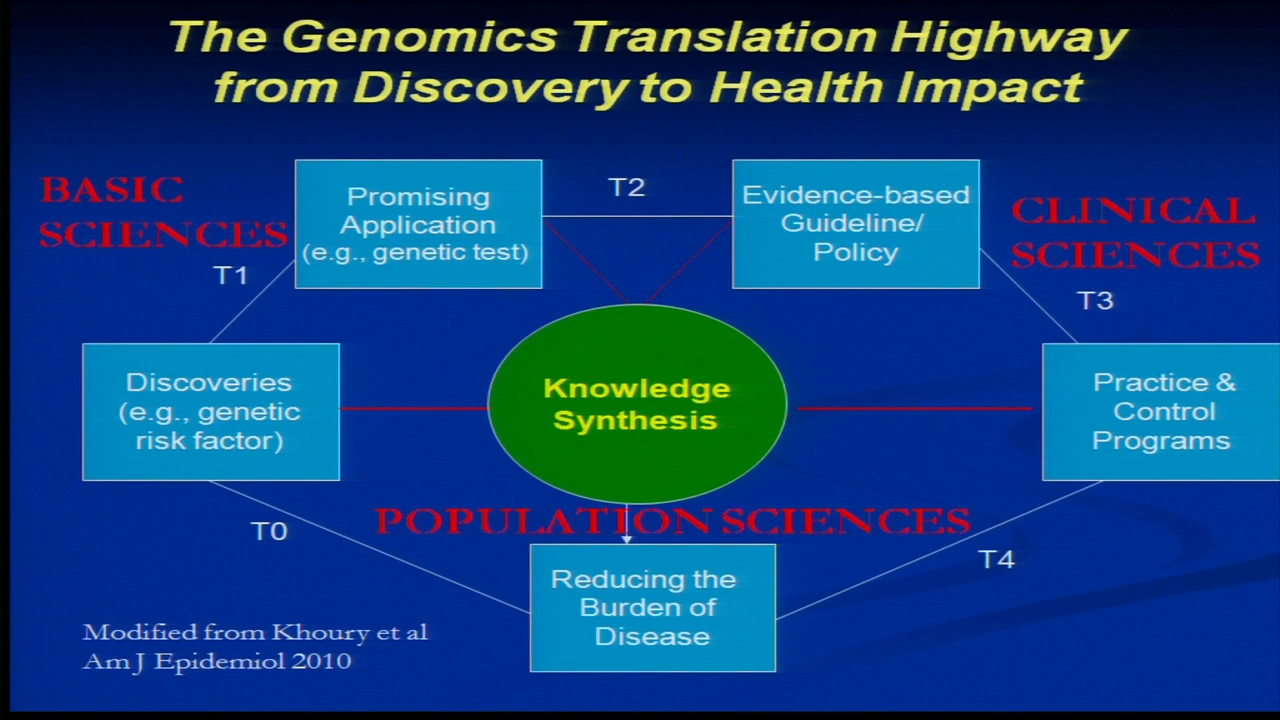 The Genomics Translation Highway
from Discovery to Health Impact
BASIC
SCIENCES
T1
Promising
Application
(e.g., genetic test)
T2
Evidence-based
Guideline/
Policy
CLINICAL
SCIENCES
T3
Discoveries
(e.g., genetic
risk factor)
Knowledge
Synthesis
Practice &
Control
Programs
T0
POPULATION SCIENCES
T4
Reducing the
Burden of
Disease
Modified from Khoury et al
Am J Epidemiol 2010